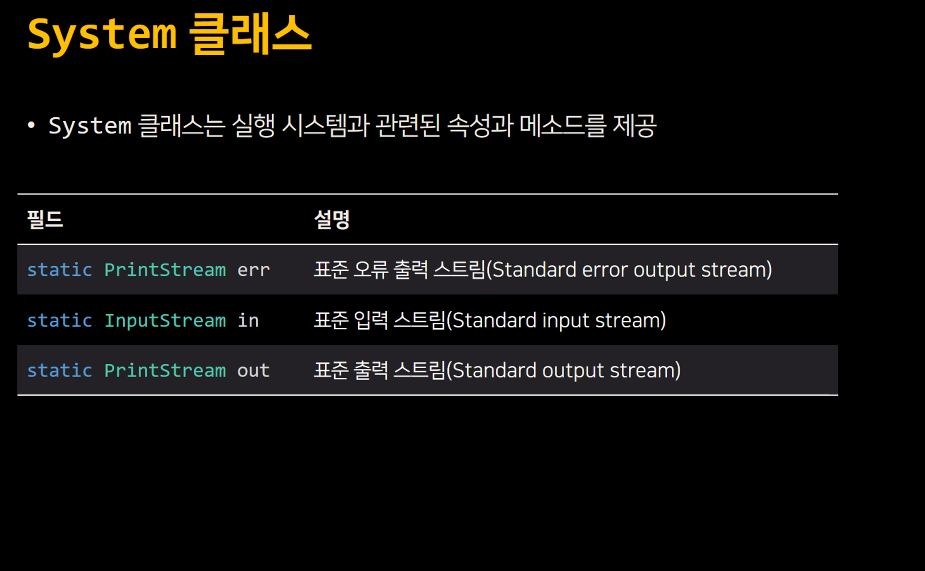 System 클래스
• System 클래스는 실행 시스템과 관련된 속성과 메소드를 제공
필드 설명
static PrintStream err 표준 오류 출력 스트림(Standard error output stream)
static InputStream in 표준 입력 스트림(Standard input stream)
static PrintStream out 표준 출력 스트림(Standard output stream)